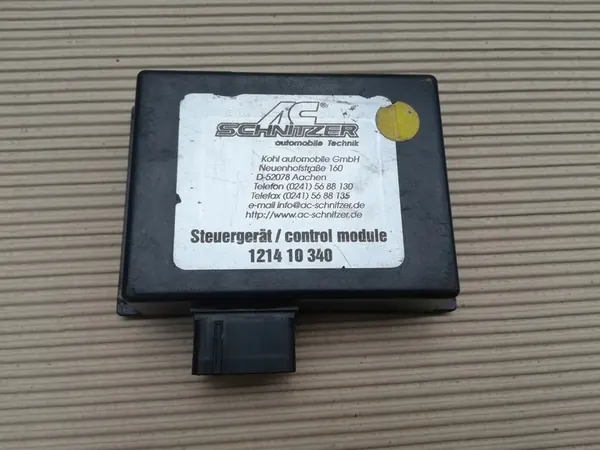 AC
SCHNITZER
automobile Technik
Kohl automobile GmbH
Neuenhofstraße 160
D-52078 Aachen
Telefon (0241) 56 88 130
Telefax (0241) 56 88 135
e-mail info@ac-schnitzer.de
http://www.ac-schnitzer.de
Steuergerät / control module
1214 10 340